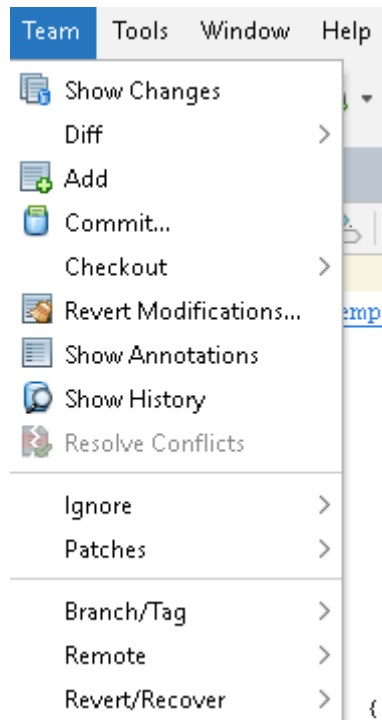 Team Tools Window Help
Show Changes
Diff
Add
Commit...
Checkout
Revert Modifications...
emp
Show Annotations
Show History
Resolve Conflicts
Ignore
Patches
Branch/Tag
Remote
Revert/Recover
{